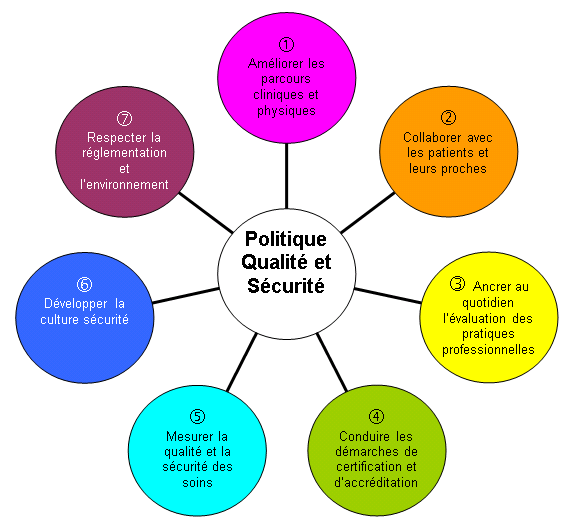 ①
Améliorer les
parcours
cliniques et
physiques
②
Collaborer avec
les patients et
leurs proches
③ Ancrer au
quotidien
l'évaluation des
pratiques
professionnelles
④
Conduire les
démarches de
certification et
d'accréditation
⑤
Mesurer la
qualité et la
sécurité des
soins
⑥
Développer la
culture sécurité
⑦
Respecter la
réglementation
et
l'environnement
Politique
Qualité et
Sécurité